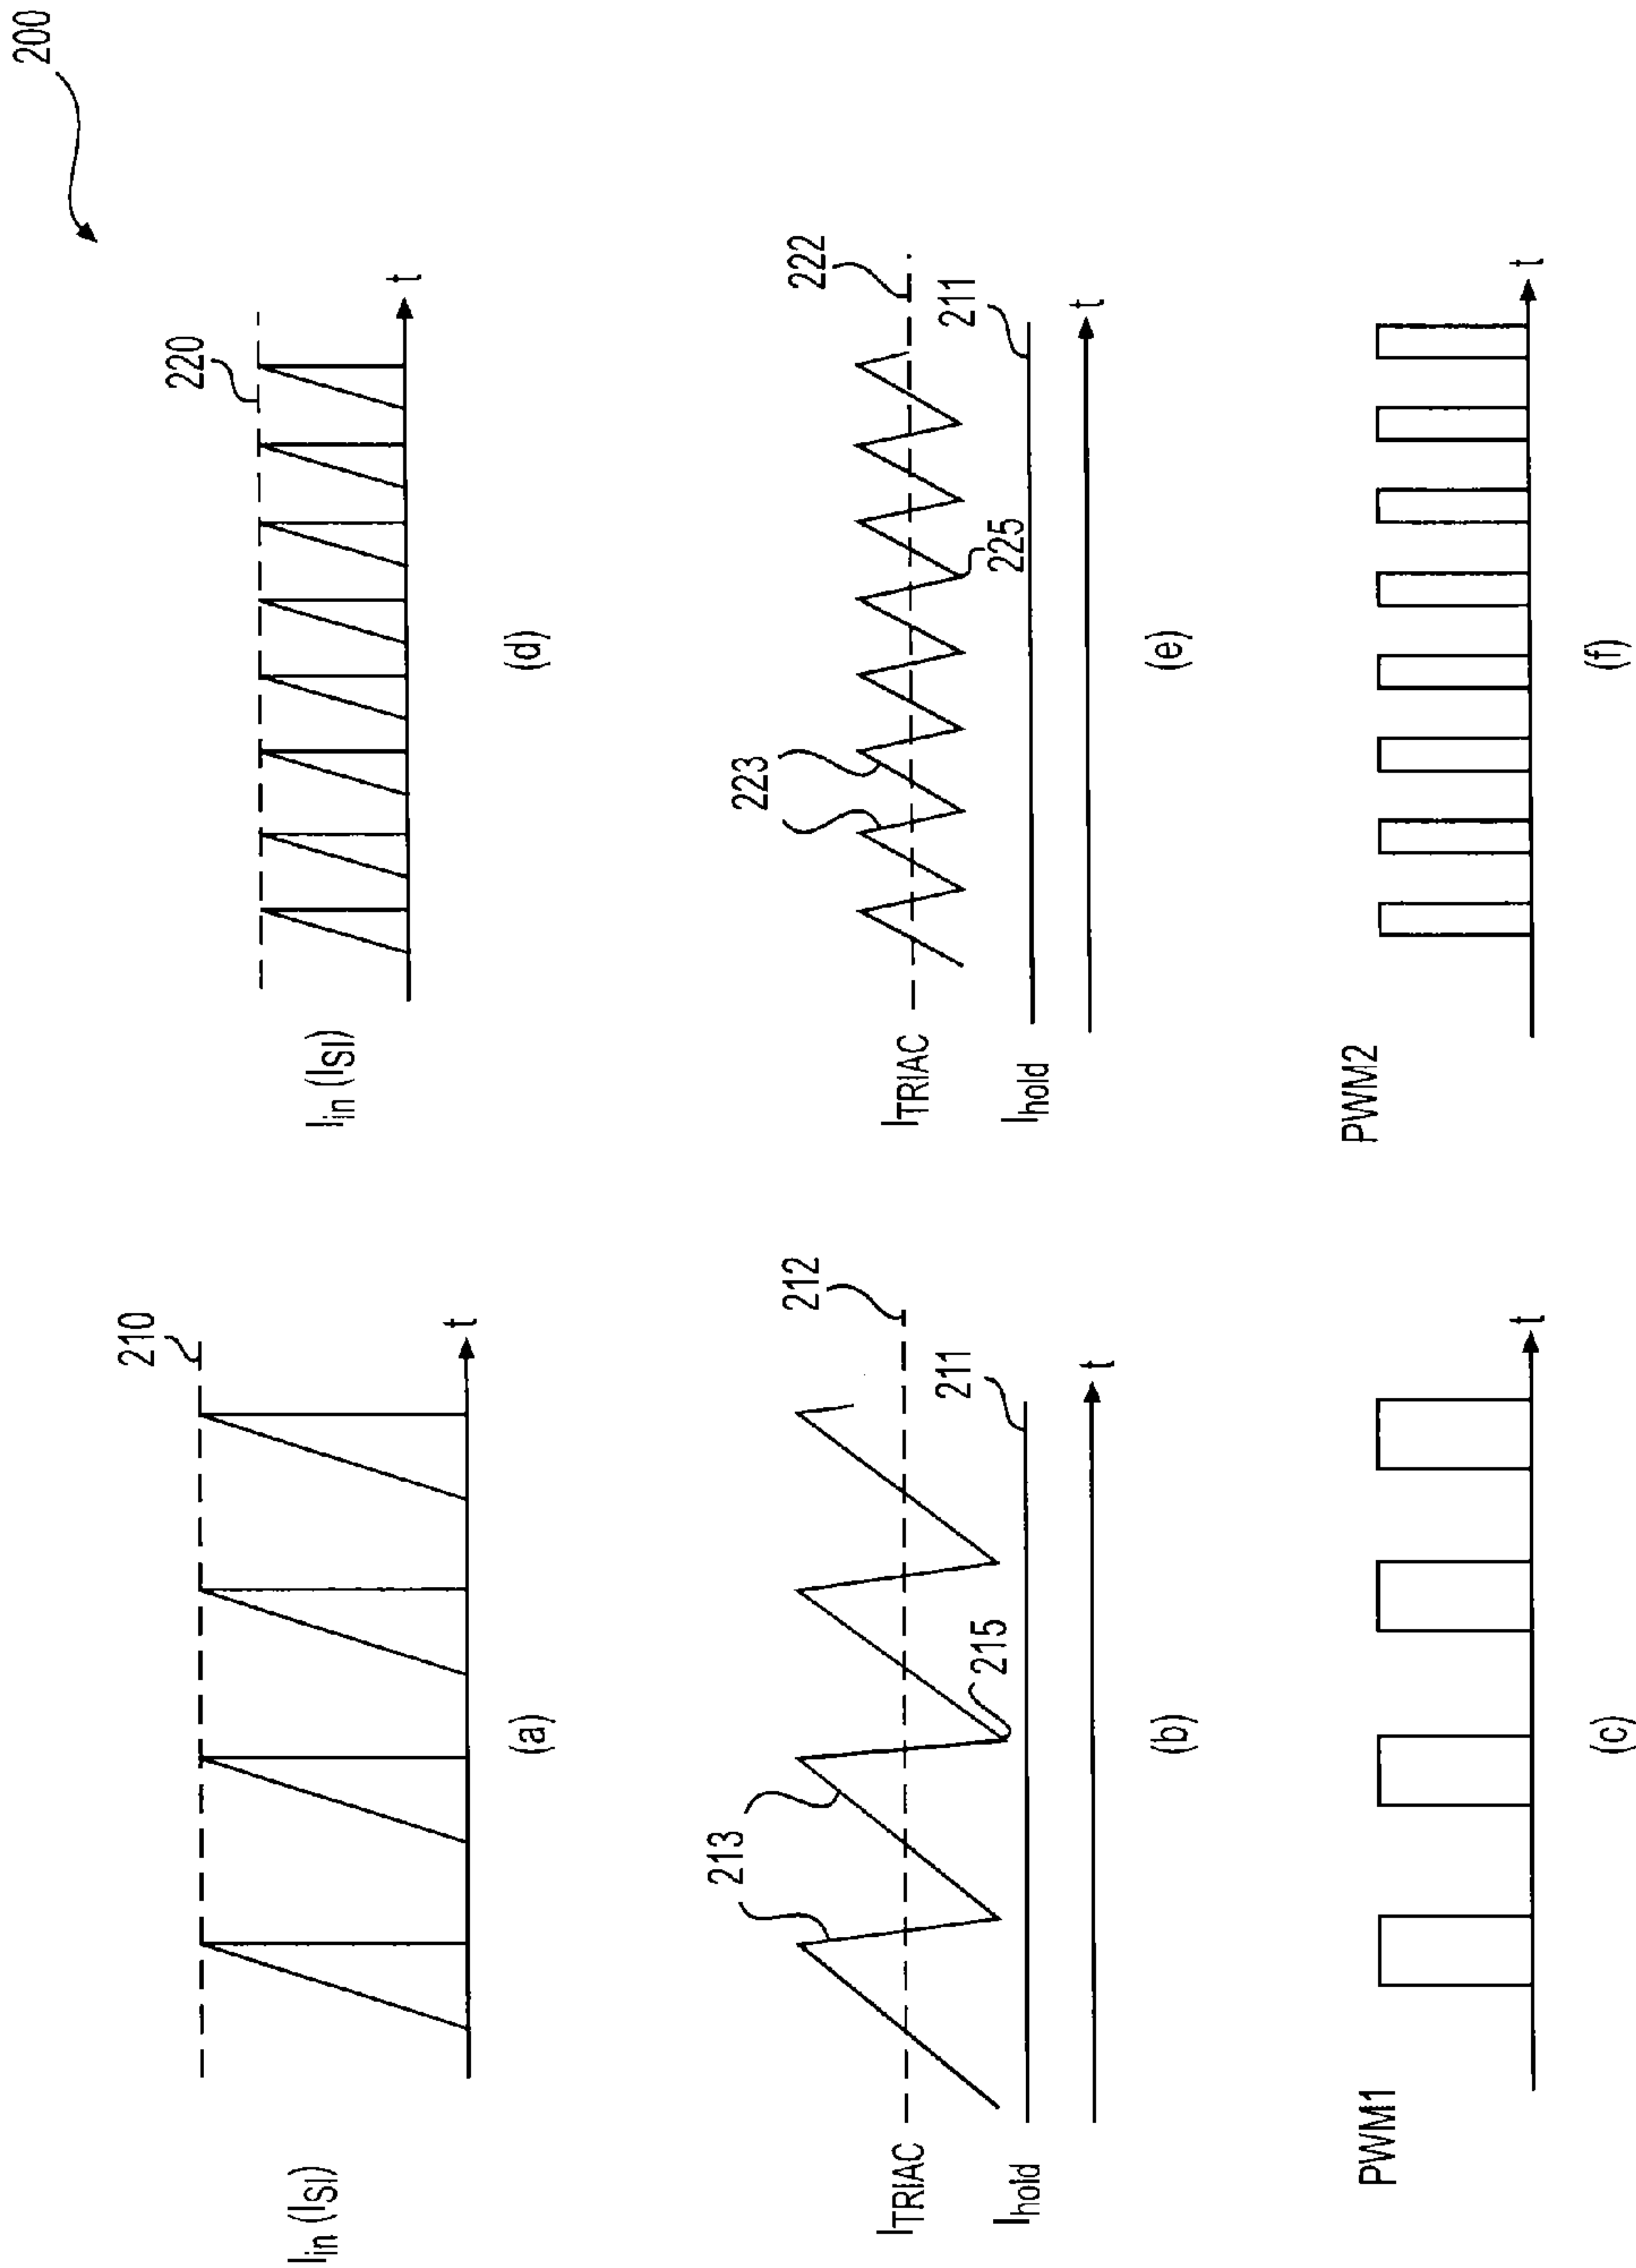 200
I_in (I_SI)
210
t
(a)
I_TRIAC
I_hold
212
213
215
211
t
(b)
PWM1
t
(c)
I_in (I_SI)
220
t
(d)
I_TRIAC
I_hold
222
223
225
211
t
(e)
PWM2
t
(f)